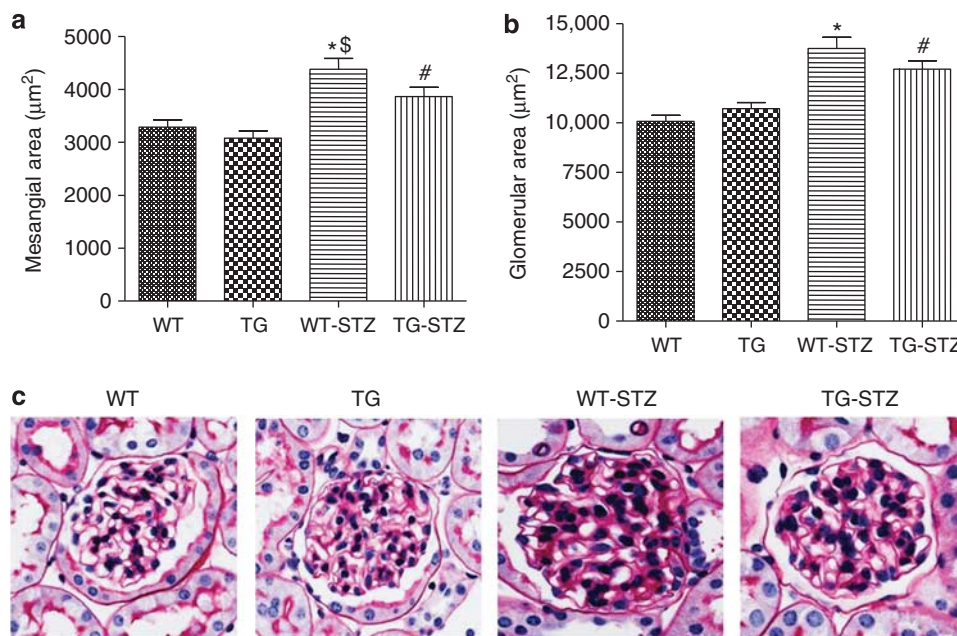 a
Mesangial area (μm²)
5000
4000
3000
2000
1000
0
*$
#
WT TG WT-STZ TG-STZ
b
Glomerular area (μm²)
15,000
12,500
10,000
7500
5000
2500
0
*
#
WT TG WT-STZ TG-STZ
c
WT TG WT-STZ TG-STZ